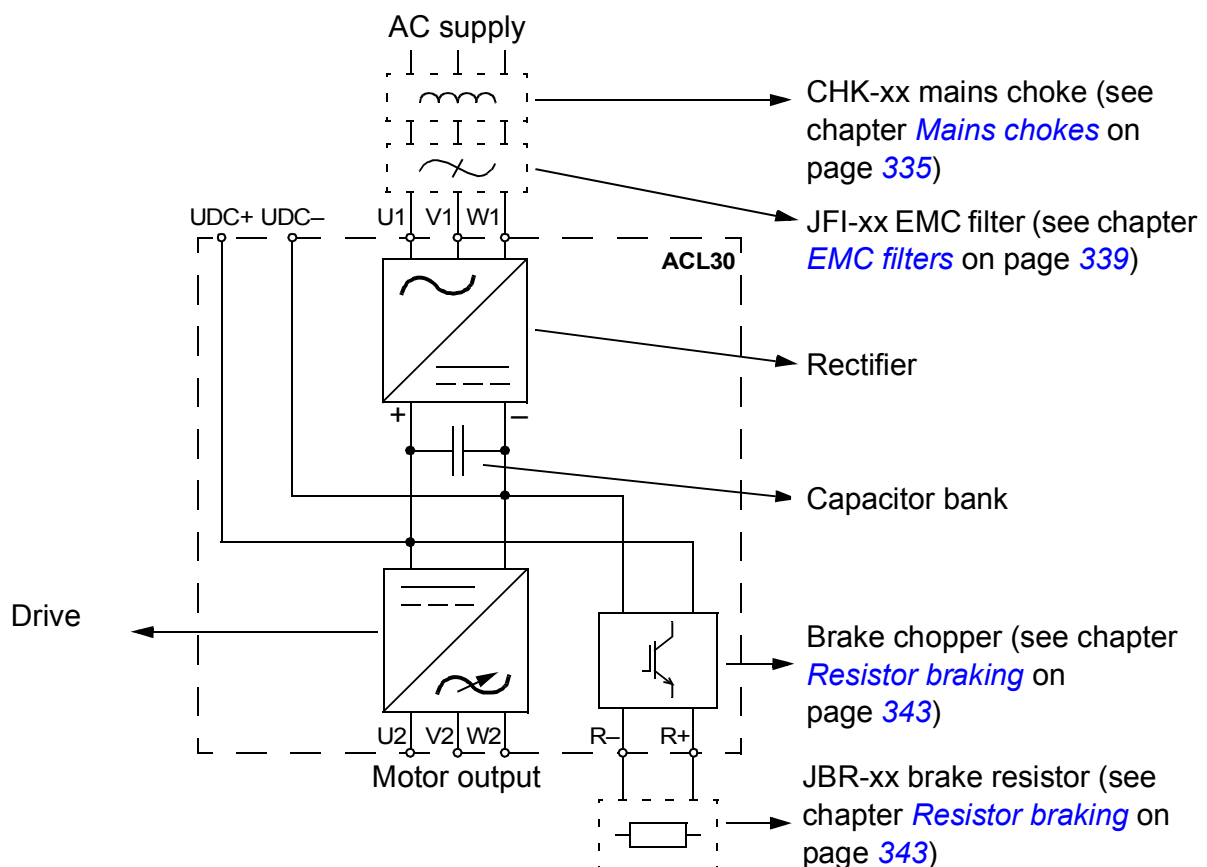 AC supply
CHK-xx mains choke (see
chapter Mains chokes on
page 335)
JFI-xx EMC filter (see chapter
EMC filters on page 339)
UDC+ UDC–
U1 V1 W1
ACL30
Rectifier
+ –
Capacitor bank
Drive
Brake chopper (see chapter
Resistor braking on
page 343)
U2 V2 W2
R– R+
Motor output
JBR-xx brake resistor (see
chapter Resistor braking on
page 343)